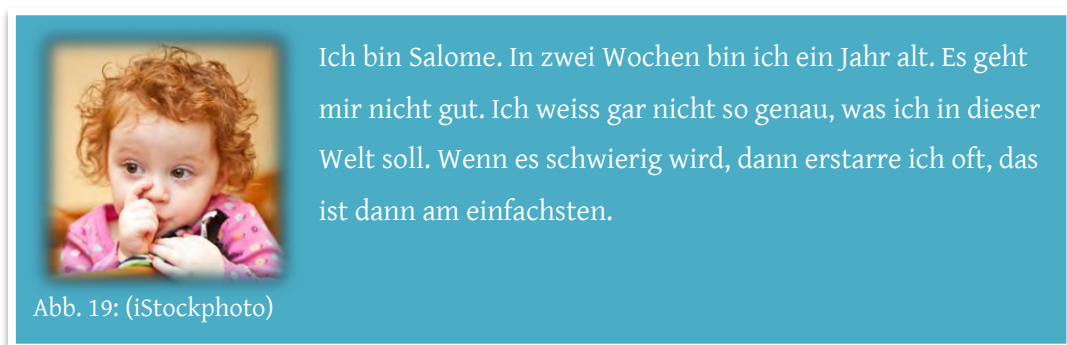 Ich bin Salome. In zwei Wochen bin ich ein Jahr alt. Es geht
mir nicht gut. Ich weiss gar nicht so genau, was ich in dieser
Welt soll. Wenn es schwierig wird, dann erstarre ich oft, das
ist dann am einfachsten.
Abb. 19: (iStockphoto)